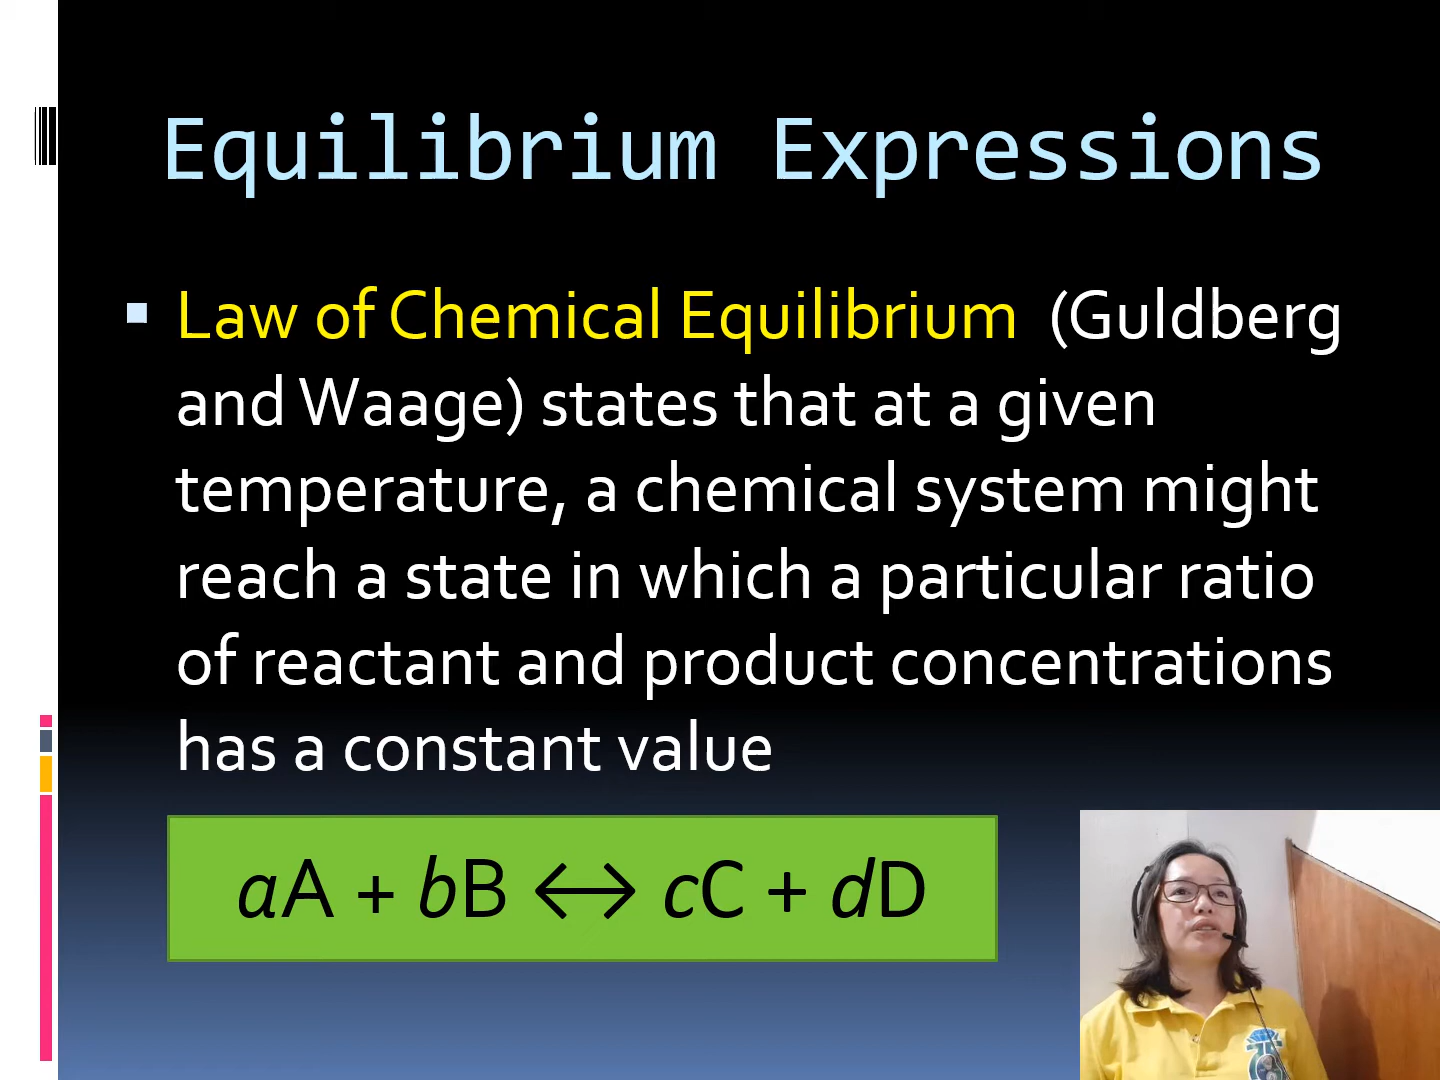 Equilibrium Expressions
Law of Chemical Equilibrium (Guldberg
and Waage) states that at a given
temperature, a chemical system might
reach a state in which a particular ratio
of reactant and product concentrations
has a constant value
aA + bB ↔ cC + dD